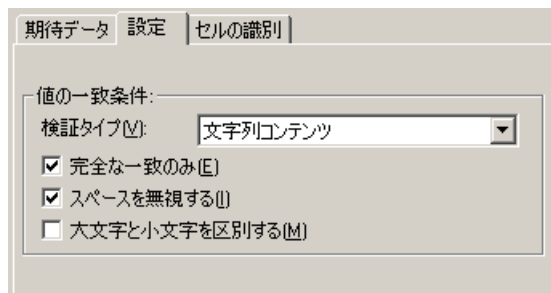 期待データ 設定 セルの識別
値の一致条件:
検証タイプ(V): 文字列コンテンツ
完全な一致のみ(E)
スペースを無視する(I)
大文字と小文字を区別する(M)